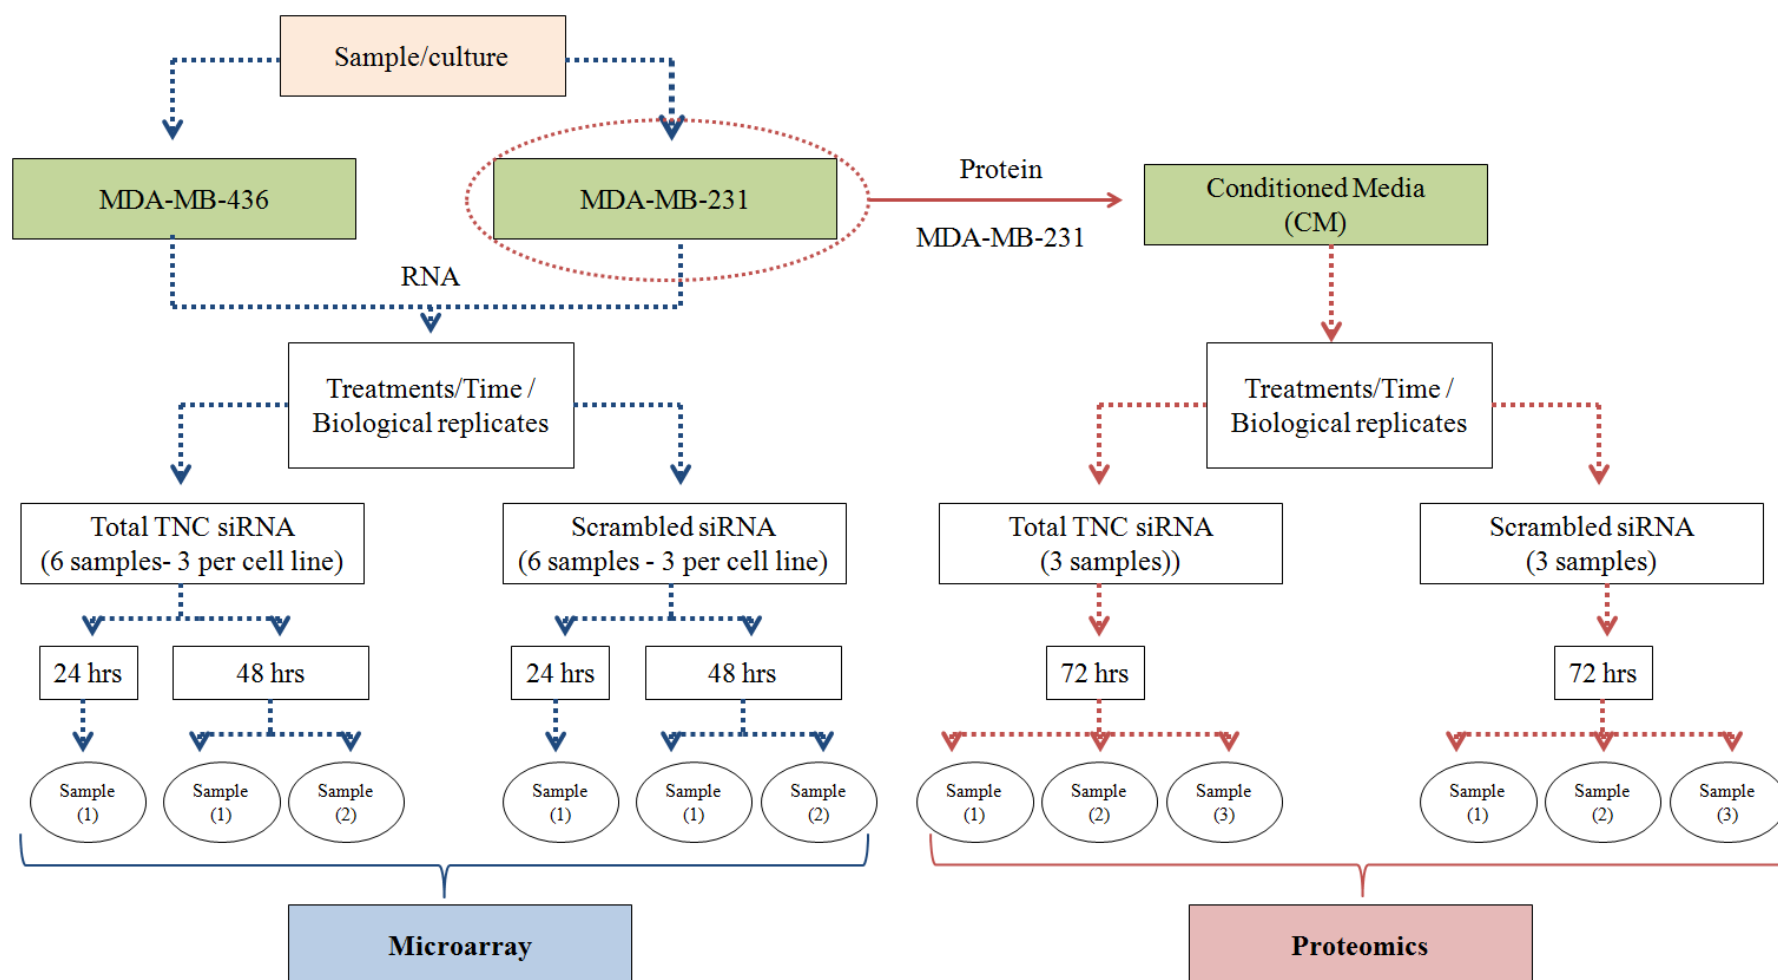 Sample/culture
MDA-MB-436
MDA-MB-231
Protein
MDA-MB-231
Conditioned Media
(CM)
RNA
Treatments/Time /
Biological replicates
Treatments/Time /
Biological replicates
Total TNC siRNA
(6 samples- 3 per cell line)
Scrambled siRNA
(6 samples - 3 per cell line)
Total TNC siRNA
(3 samples))
Scrambled siRNA
(3 samples)
24 hrs
48 hrs
24 hrs
48 hrs
72 hrs
72 hrs
Sample
(1)
Sample
(1)
Sample
(2)
Sample
(1)
Sample
(1)
Sample
(2)
Sample
(1)
Sample
(2)
Sample
(3)
Sample
(1)
Sample
(2)
Sample
(3)
Microarray
Proteomics